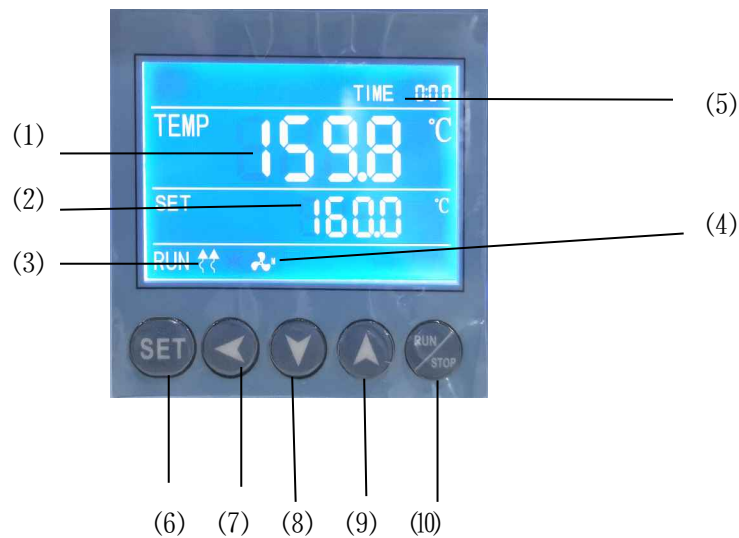 TIME 0:00
(1)
TEMP 159.8 ℃
(5)
(2)
SET 160.0 ℃
(4)
(3)
RUN
SET
RUN/STOP
(6) (7) (8) (9) (10)